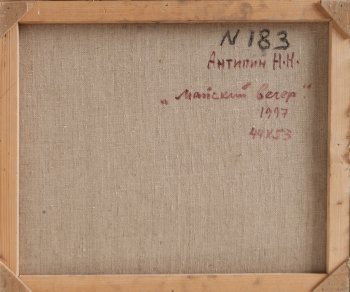 N 183
Антипин Н.Н.
„Майский вечер"
1997
44x53